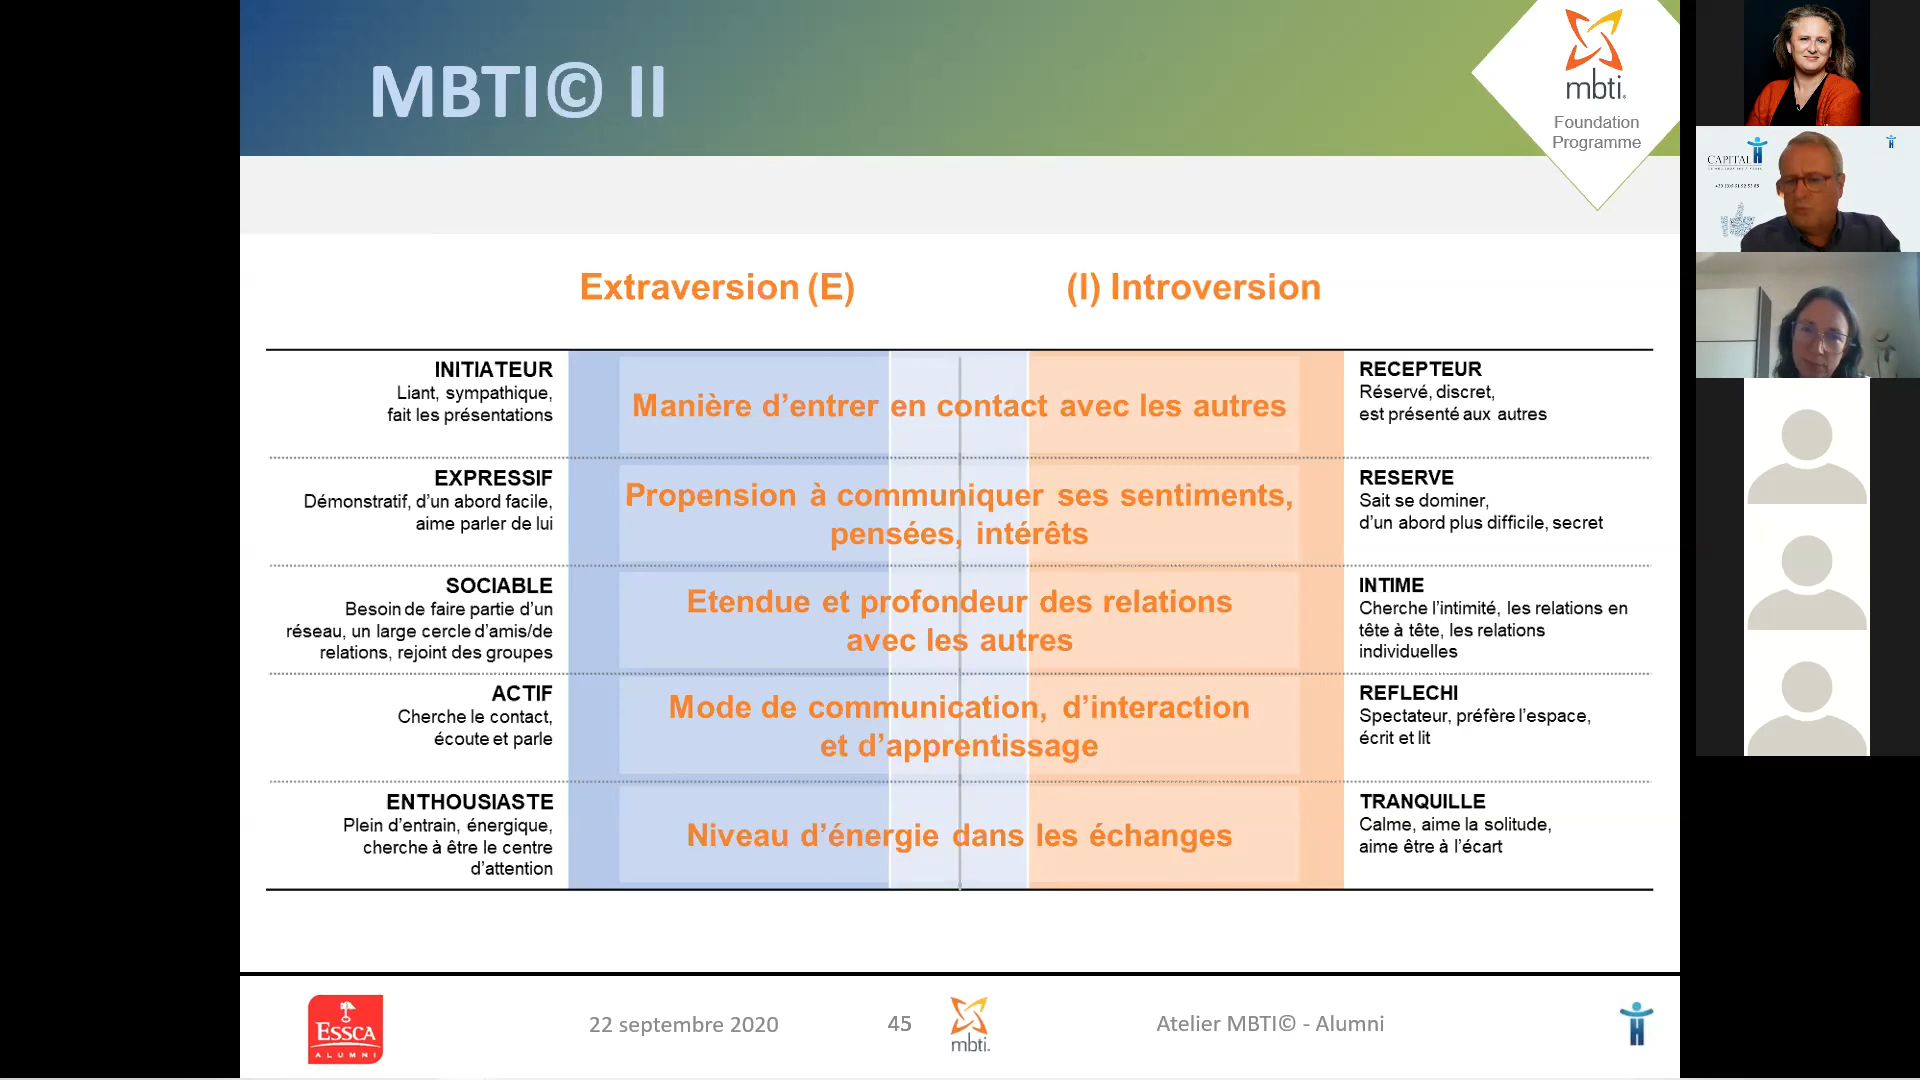 MBTI© II
mbti®
Foundation
Programme
Extraversion (E)
(I) Introversion
INITIATEUR
Liant, sympathique,
fait les présentations
Manière d’entrer en contact avec les autres
RECEPTEUR
Réservé, discret,
est présenté aux autres
EXPRESSIF
Démonstratif, d’un abord facile,
aime parler de lui
Propension à communiquer ses sentiments,
pensées, intérêts
RESERVE
Sait se dominer,
d’un abord plus difficile, secret
SOCIABLE
Besoin de faire partie d’un
réseau, un large cercle d’amis/de
relations, rejoint des groupes
Etendue et profondeur des relations
avec les autres
INTIME
Cherche l’intimité, les relations en
tête à tête, les relations
individuelles
ACTIF
Cherche le contact,
écoute et parle
Mode de communication, d’interaction
et d’apprentissage
REFLECHI
Spectateur, préfère l’espace,
écrit et lit
ENTHOUSIASTE
Plein d’entrain, énergique,
cherche à être le centre
d’attention
Niveau d’énergie dans les échanges
TRANQUILLE
Calme, aime la solitude,
aime être à l’écart
ESSCA
ALUMNI
22 septembre 2020
45
mbti.
Atelier MBTI© - Alumni
CAPITAL